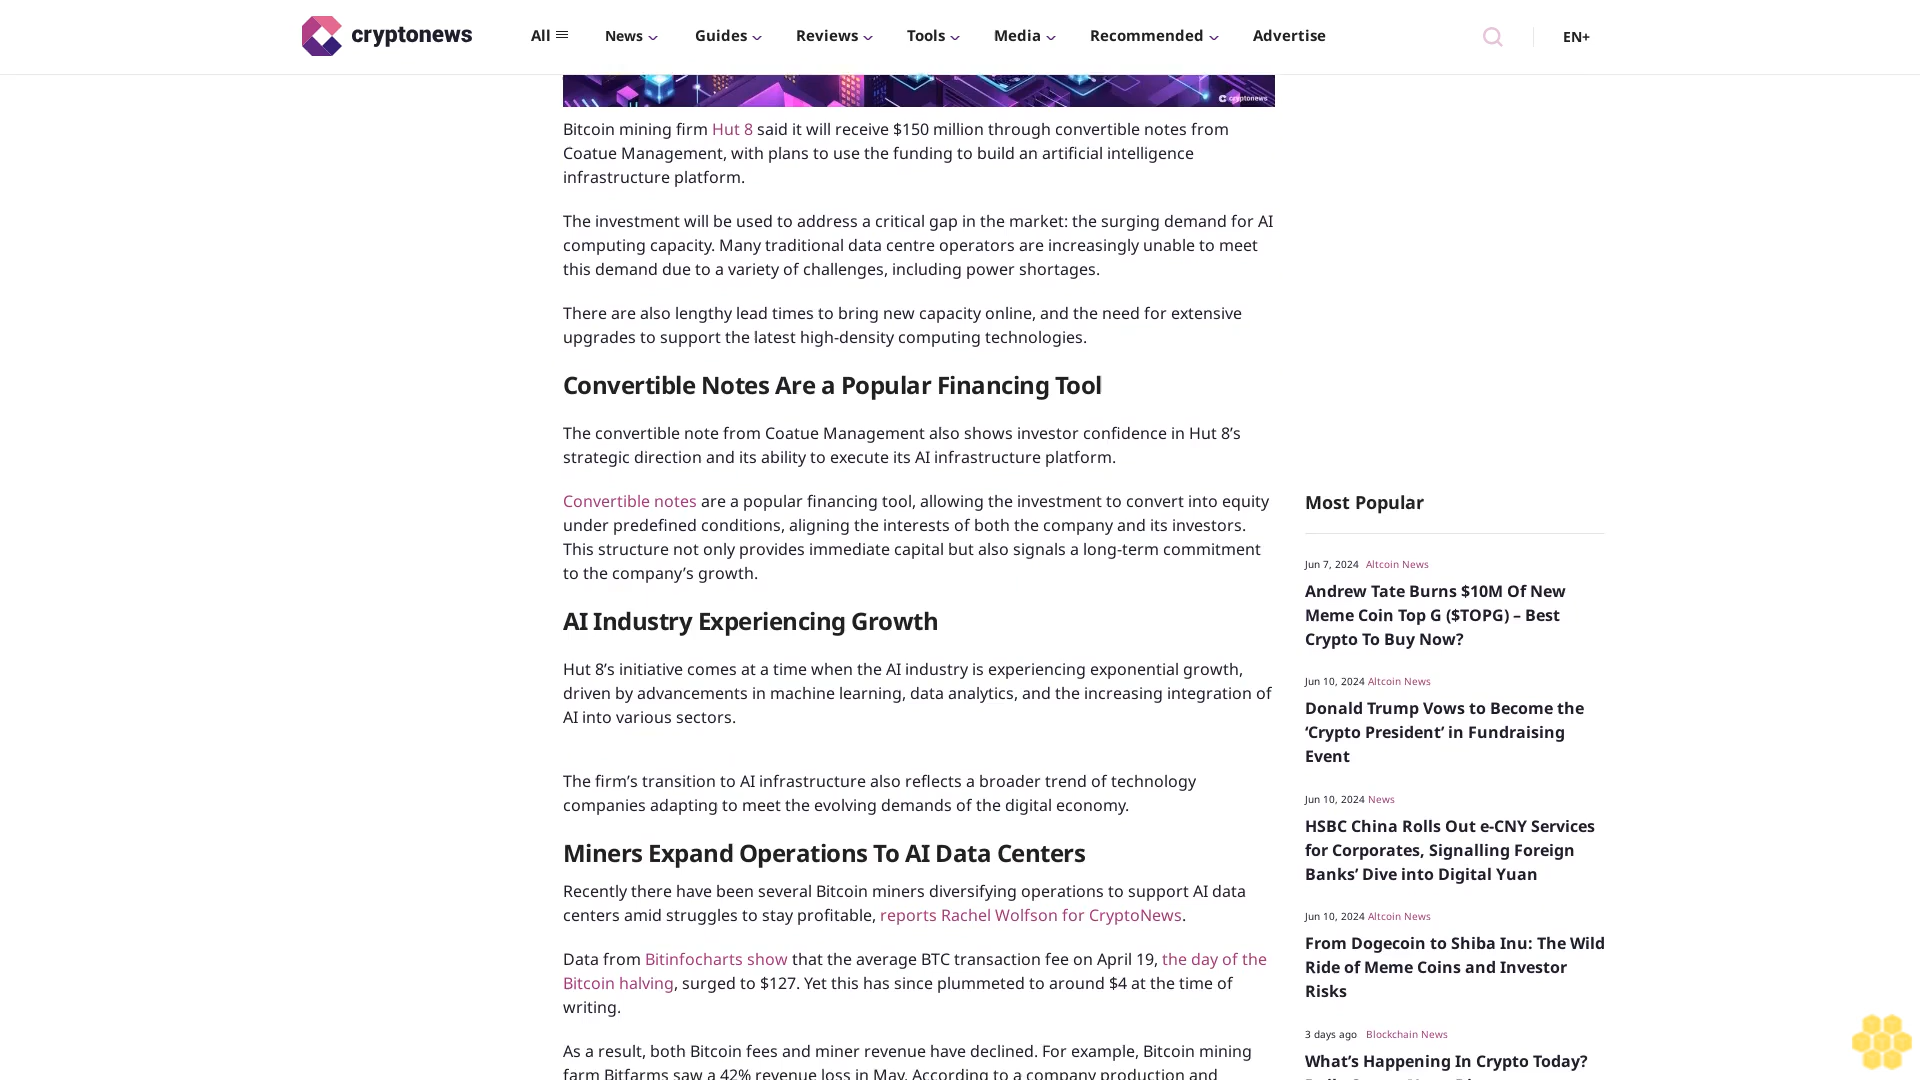 cryptonews
All
News
Guides
Reviews
Tools
Media
Recommended
Advertise
EN+
cryptonews
Bitcoin mining firm Hut 8 said it will receive $150 million through convertible notes from
Coatue Management, with plans to use the funding to build an artificial intelligence
infrastructure platform.
The investment will be used to address a critical gap in the market: the surging demand for AI
computing capacity. Many traditional data centre operators are increasingly unable to meet
this demand due to a variety of challenges, including power shortages.
There are also lengthy lead times to bring new capacity online, and the need for extensive
upgrades to support the latest high-density computing technologies.
Convertible Notes Are a Popular Financing Tool
The convertible note from Coatue Management also shows investor confidence in Hut 8’s
strategic direction and its ability to execute its AI infrastructure platform.
Convertible notes are a popular financing tool, allowing the investment to convert into equity
under predefined conditions, aligning the interests of both the company and its investors.
This structure not only provides immediate capital but also signals a long-term commitment
to the company’s growth.
AI Industry Experiencing Growth
Hut 8’s initiative comes at a time when the AI industry is experiencing exponential growth,
driven by advancements in machine learning, data analytics, and the increasing integration of
AI into various sectors.
The firm’s transition to AI infrastructure also reflects a broader trend of technology
companies adapting to meet the evolving demands of the digital economy.
Miners Expand Operations To AI Data Centers
Recently there have been several Bitcoin miners diversifying operations to support AI data
centers amid struggles to stay profitable, reports Rachel Wolfson for CryptoNews.
Data from Bitinfocharts show that the average BTC transaction fee on April 19, the day of the
Bitcoin halving, surged to $127. Yet this has since plummeted to around $4 at the time of
writing.
As a result, both Bitcoin fees and miner revenue have declined. For example, Bitcoin mining
farm Bitfarms saw a 42% revenue loss in May. According to a company production and
Most Popular
Jun 7, 2024 Altcoin News
Andrew Tate Burns $10M Of New
Meme Coin Top G ($TOPG) – Best
Crypto To Buy Now?
Jun 10, 2024 Altcoin News
Donald Trump Vows to Become the
‘Crypto President’ in Fundraising
Event
Jun 10, 2024 News
HSBC China Rolls Out e-CNY Services
for Corporates, Signalling Foreign
Banks’ Dive into Digital Yuan
Jun 10, 2024 Altcoin News
From Dogecoin to Shiba Inu: The Wild
Ride of Meme Coins and Investor
Risks
3 days ago Blockchain News
What’s Happening In Crypto Today?